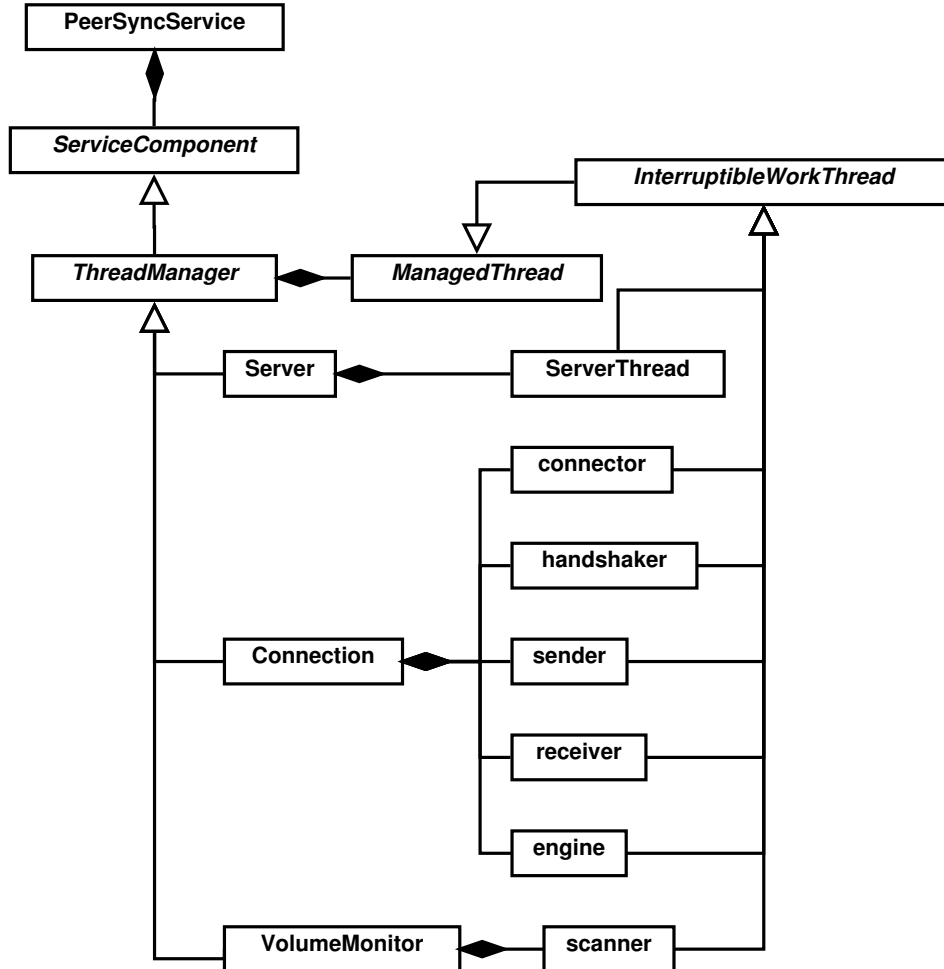 PeerSyncService
ServiceComponent
InterruptibleWorkThread
ThreadManager
ManagedThread
Server
ServerThread
connector
handshaker
Connection
sender
receiver
engine
VolumeMonitor
scanner